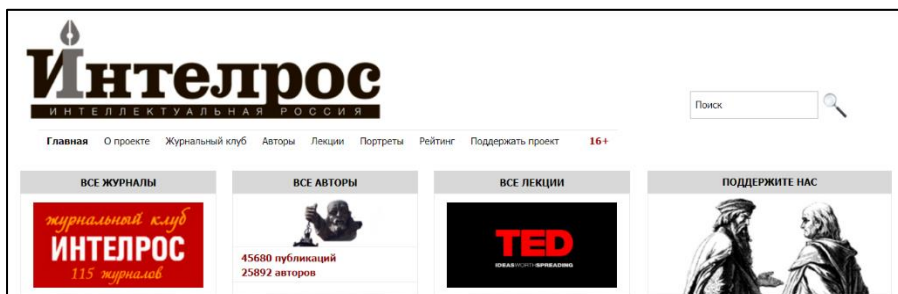 Интелрос
ИНТЕЛЛЕКТУАЛЬНАЯ РОССИЯ
Поиск
Главная О проекте Журнальный клуб Авторы Лекции Портреты Рейтинг Поддержать проект 16+
ВСЕ ЖУРНАЛЫ ВСЕ АВТОРЫ ВСЕ ЛЕКЦИИ ПОДДЕРЖИТЕ НАС
журнальный клуб
ИНТЕЛРОС
115 журналов
45680 публикаций
25892 авторов
TED
IDEAS WORTH SPREADING